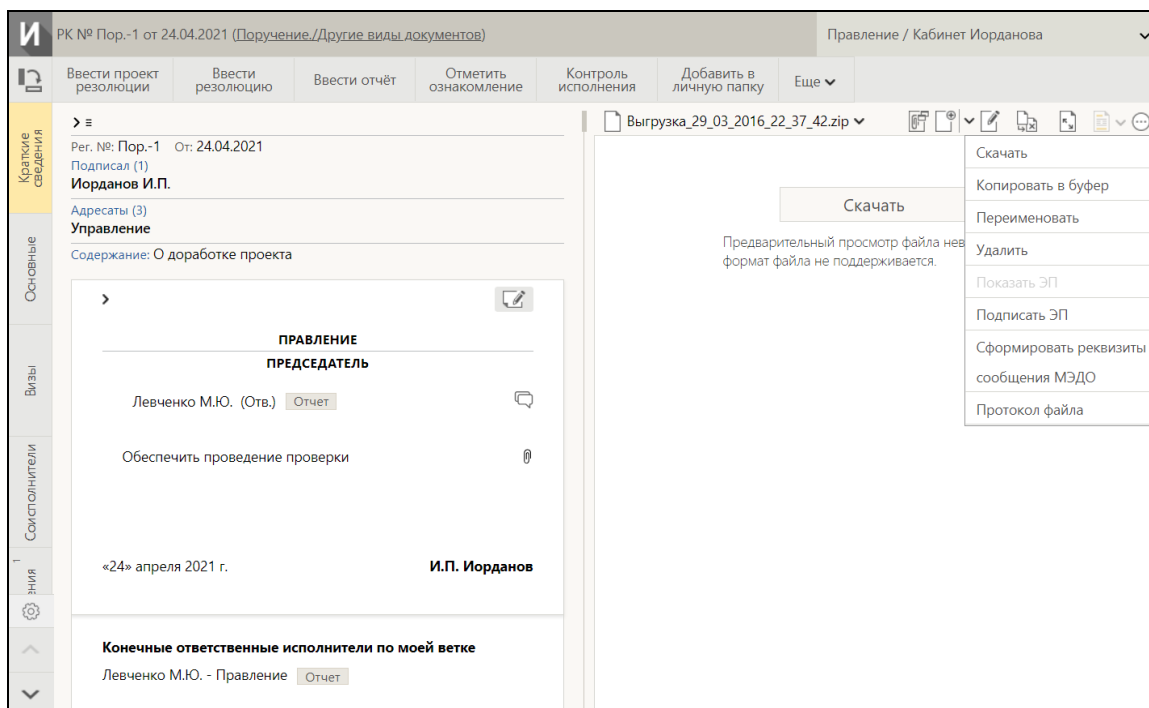 И
РК № Пор.-1 от 24.04.2021 (Поручение./Другие виды документов)
Правление / Кабинет Иорданова
Ввести проект резолюции
Ввести резолюцию
Ввести отчёт
Отметить ознакомление
Контроль исполнения
Добавить в личную папку
Еще
Краткие сведения
Основные
Визы
Соисполнители
1
ения
Рег. №: Пор.-1 От: 24.04.2021
Подписал (1)
Иорданов И.П.
Адресаты (3)
Управление
Содержание: О доработке проекта
ПРАВЛЕНИЕ
ПРЕДСЕДАТЕЛЬ
Левченко М.Ю. (Отв.) Отчет
Обеспечить проведение проверки
«24» апреля 2021 г. И.П. Иорданов
Конечные ответственные исполнители по моей ветке
Левченко М.Ю. - Правление Отчет
Выгрузка_29_03_2016_22_37_42.zip
Скачать
Предварительный просмотр файла нев
формат файла не поддерживается.
Скачать
Копировать в буфер
Переименовать
Удалить
Показать ЭП
Подписать ЭП
Сформировать реквизиты
сообщения МЭДО
Протокол файла